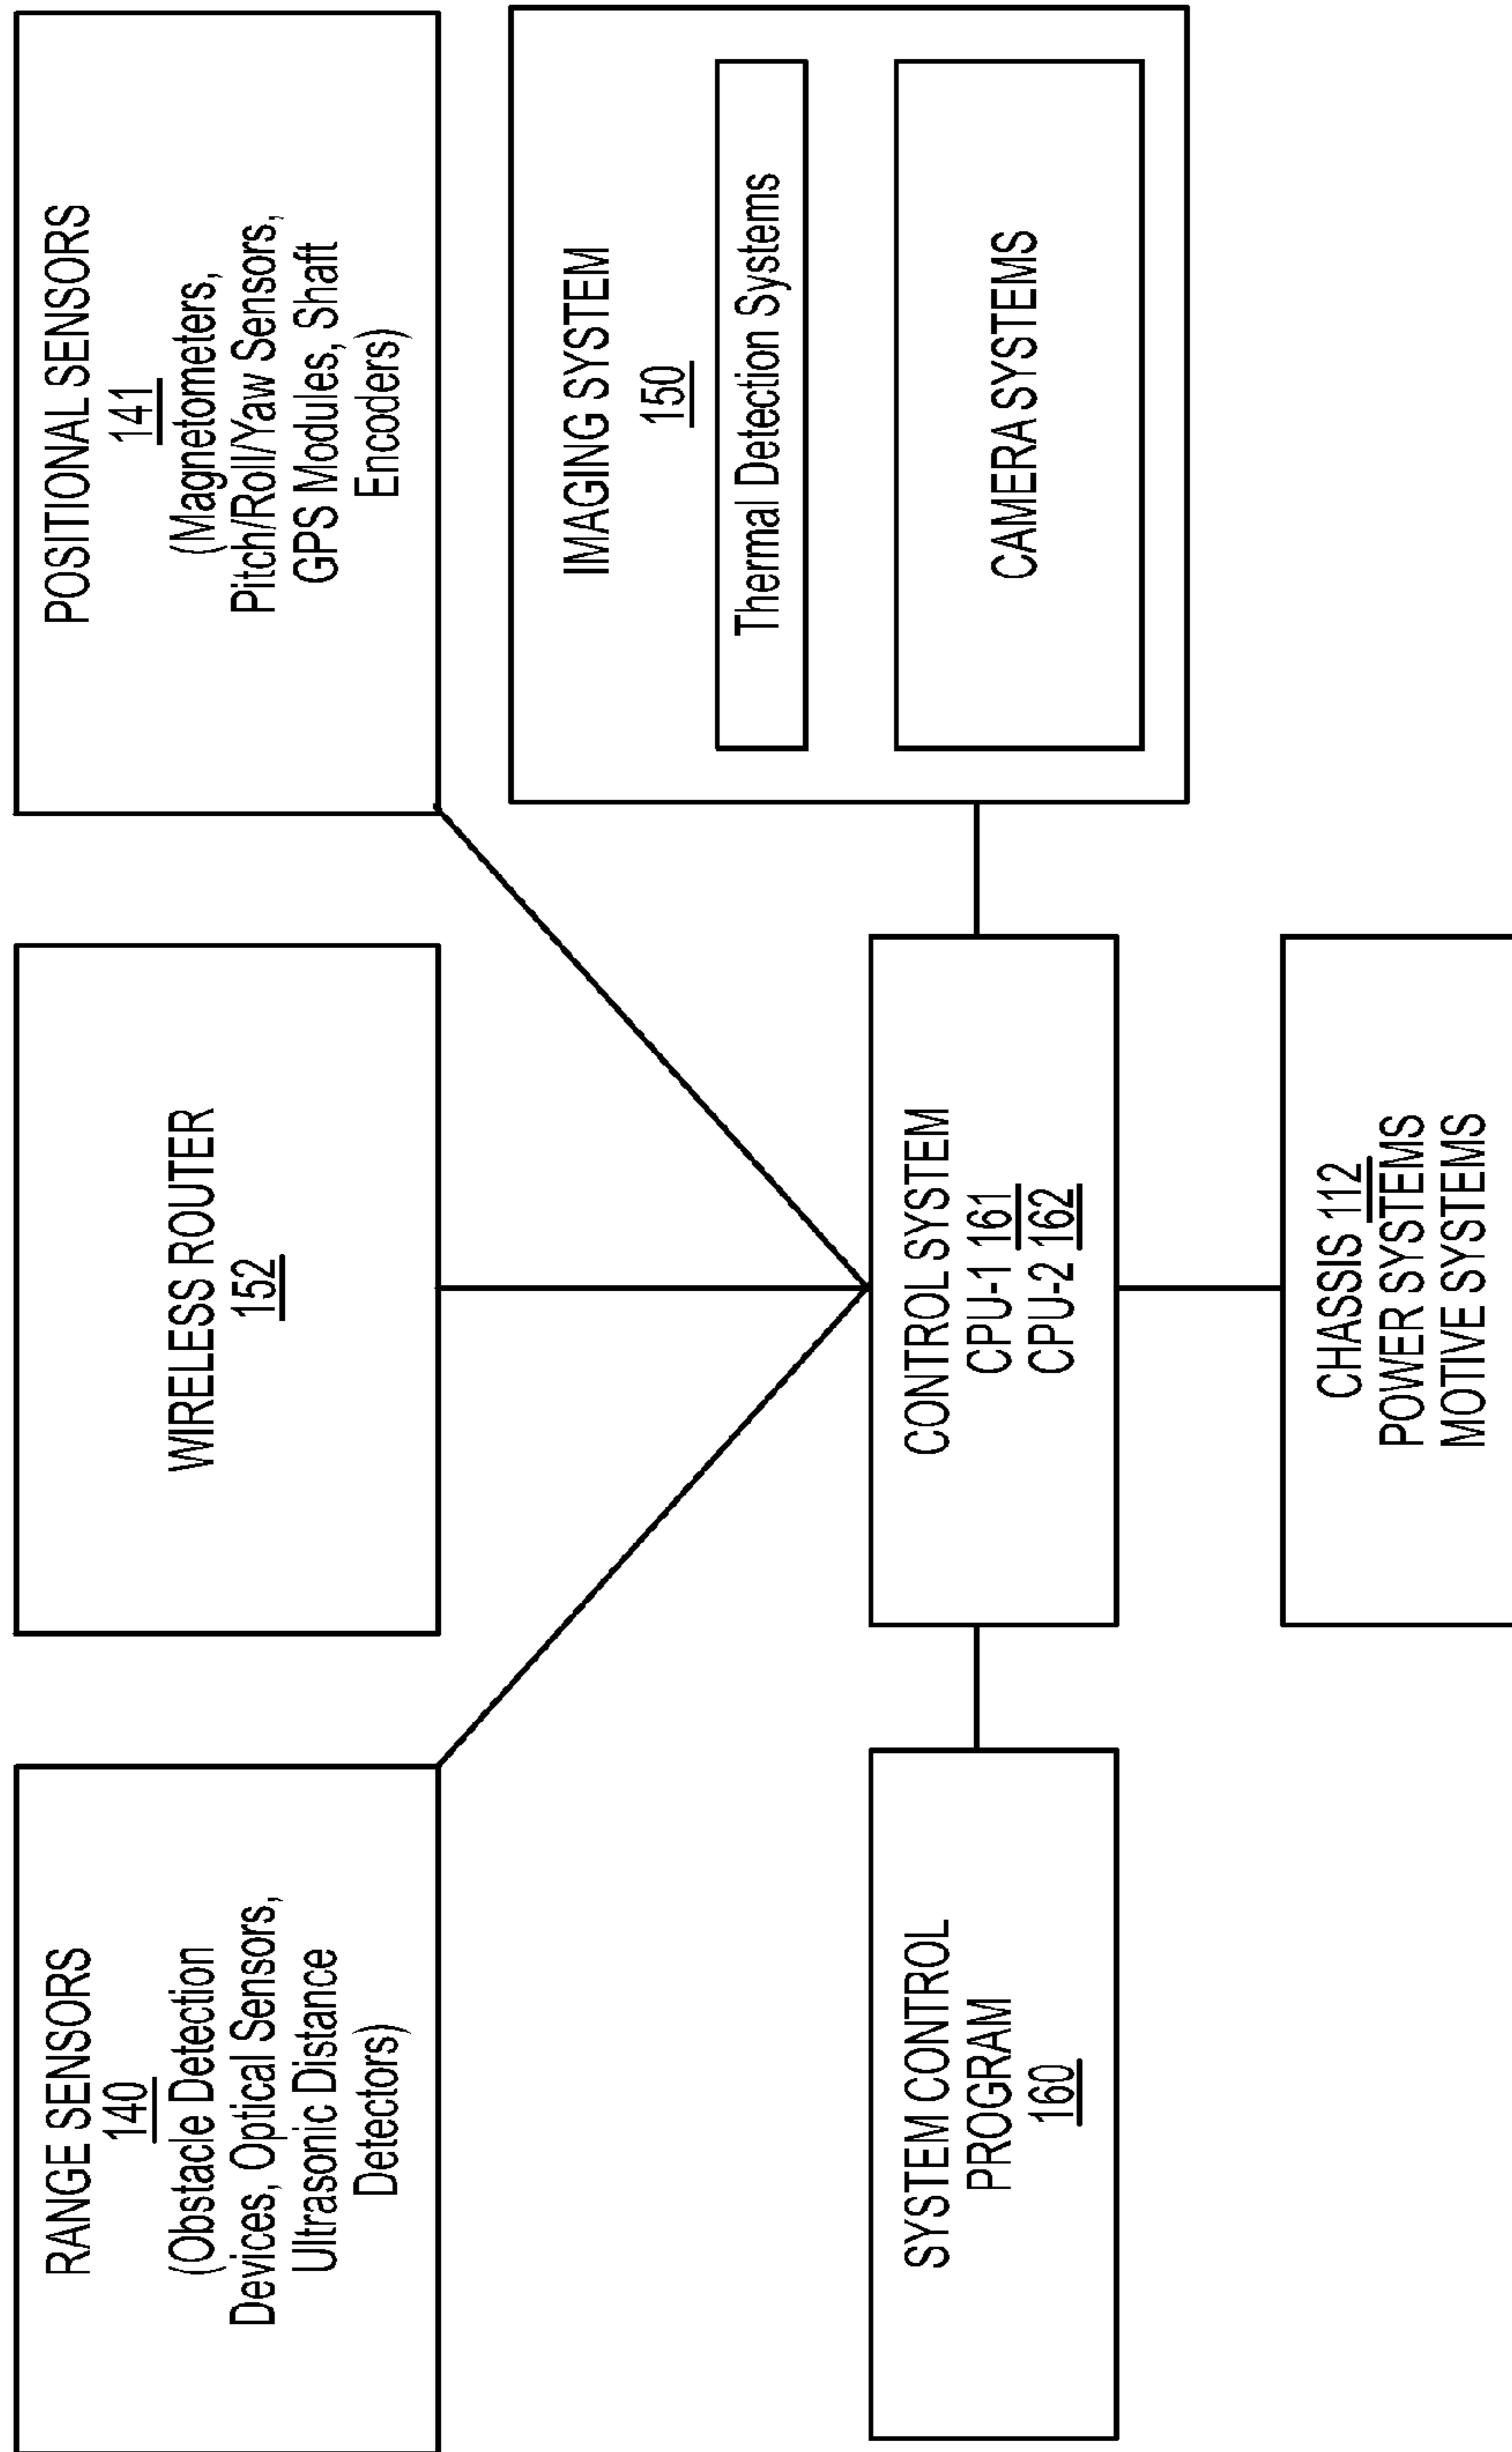 RANGE SENSORS
140
(Obstacle Detection
Devices, Optical Sensors,
Ultrasonic Distance
Detectors)
WIRELESS ROUTER
152
POSITIONAL SENSORS
141
(Magnetometers,
Pitch/Roll/Yaw Sensors,
GPS Modules, Shaft
Encoders)
IMAGING SYSTEM
150
Thermal Detection Systems
CAMERA SYSTEMS
SYSTEM CONTROL
PROGRAM
160
CONTROL SYSTEM
CPU-1 161
CPU-2 162
CHASSIS 112
POWER SYSTEMS
MOTIVE SYSTEMS